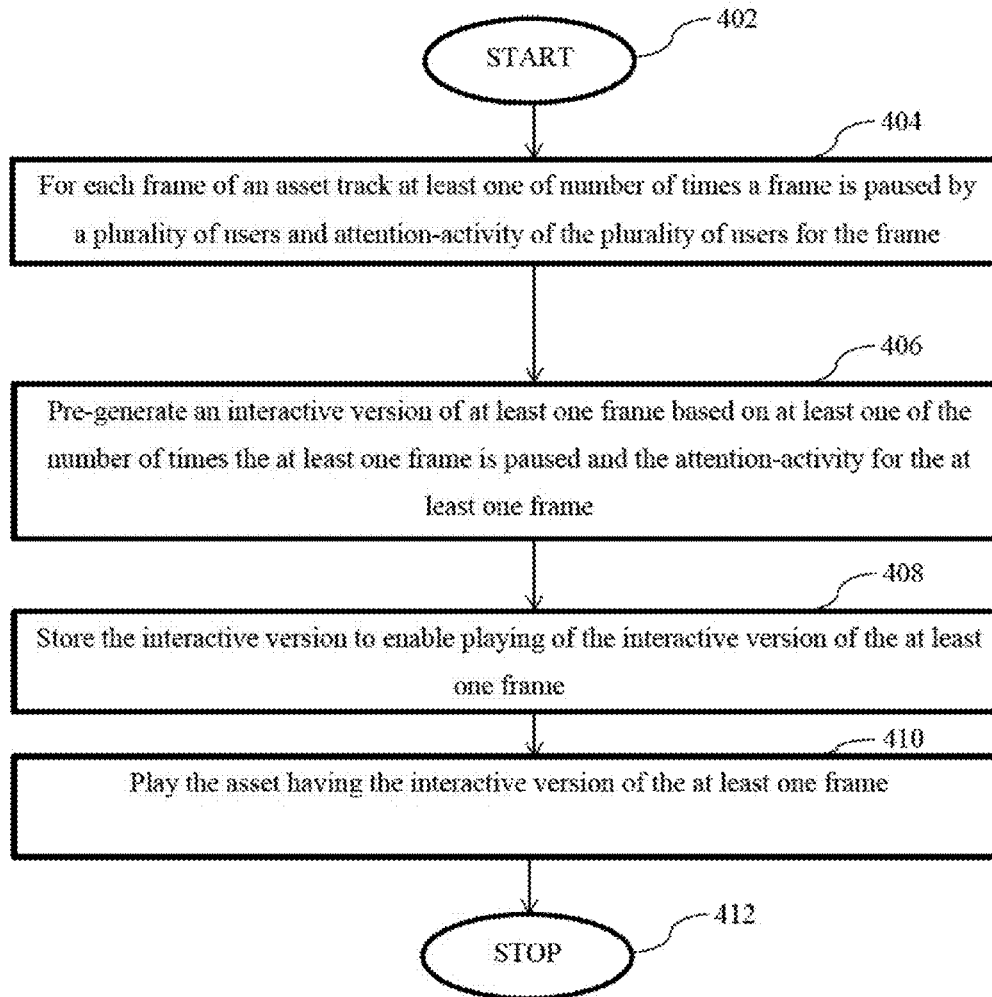 402
START
404
For each frame of an asset track at least one of number of times a frame is paused by
a plurality of users and attention-activity of the plurality of users for the frame
406
Pre-generate an interactive version of at least one frame based on at least one of the
number of times the at least one frame is paused and the attention-activity for the at
least one frame
408
Store the interactive version to enable playing of the interactive version of the at least
one frame
410
Play the asset having the interactive version of the at least one frame
412
STOP